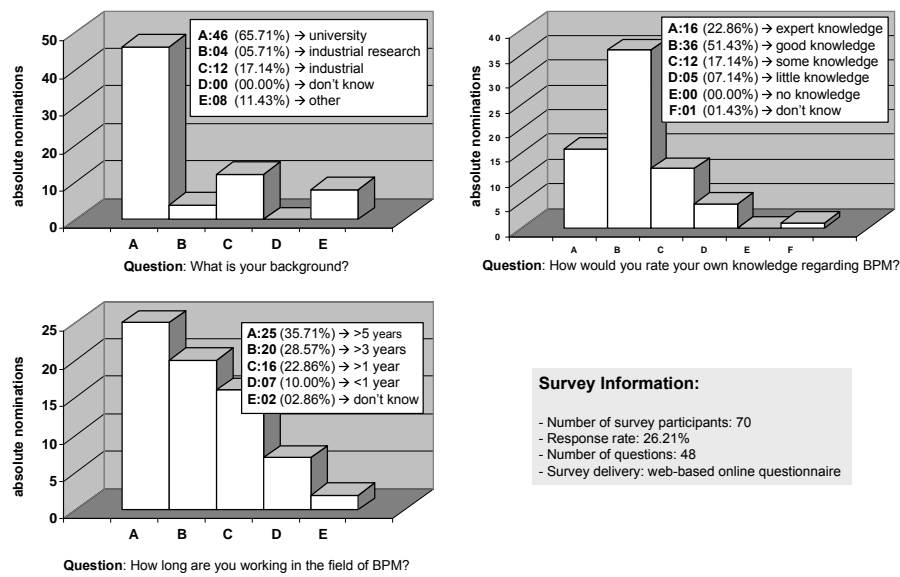 A:46 (65.71%) → university
B:04 (05.71%) → industrial research
C:12 (17.14%) → industrial
D:00 (00.00%) → don't know
E:08 (11.43%) → other
50
40
30
20
10
0
absolute nominations
A B C D E
Question: What is your background?
A:16 (22.86%) → expert knowledge
B:36 (51.43%) → good knowledge
C:12 (17.14%) → some knowledge
D:05 (07.14%) → little knowledge
E:00 (00.00%) → no knowledge
F:01 (01.43%) → don't know
40
35
30
25
20
15
10
5
0
absolute nominations
A B C D E F
Question: How would you rate your own knowledge regarding BPM?
A:25 (35.71%) → >5 years
B:20 (28.57%) → >3 years
C:16 (22.86%) → >1 year
D:07 (10.00%) → <1 year
E:02 (02.86%) → don't know
25
20
15
10
5
0
absolute nominations
A B C D E
Question: How long are you working in the field of BPM?
Survey Information:
- Number of survey participants: 70
- Response rate: 26.21%
- Number of questions: 48
- Survey delivery: web-based online questionnaire